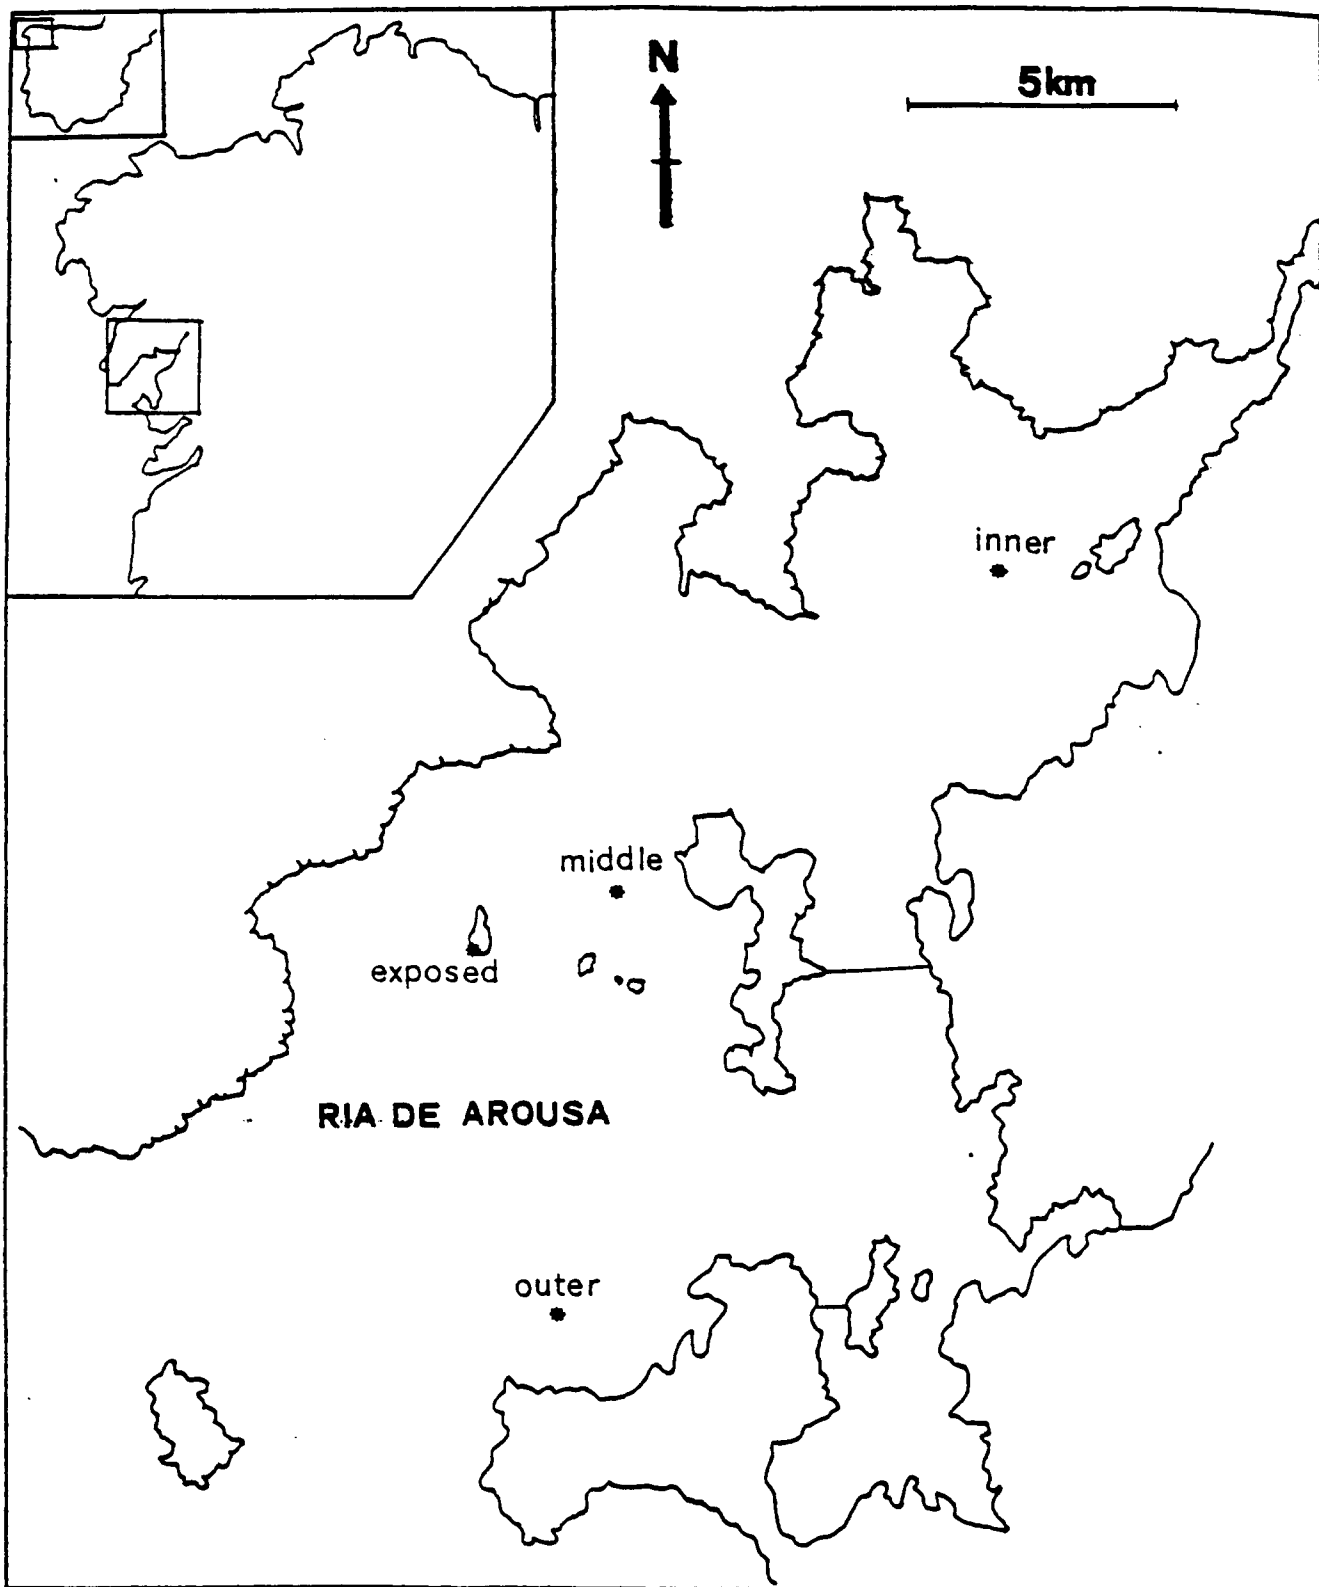 N
5km
inner
middle
exposed
RIA DE AROUSA
outer